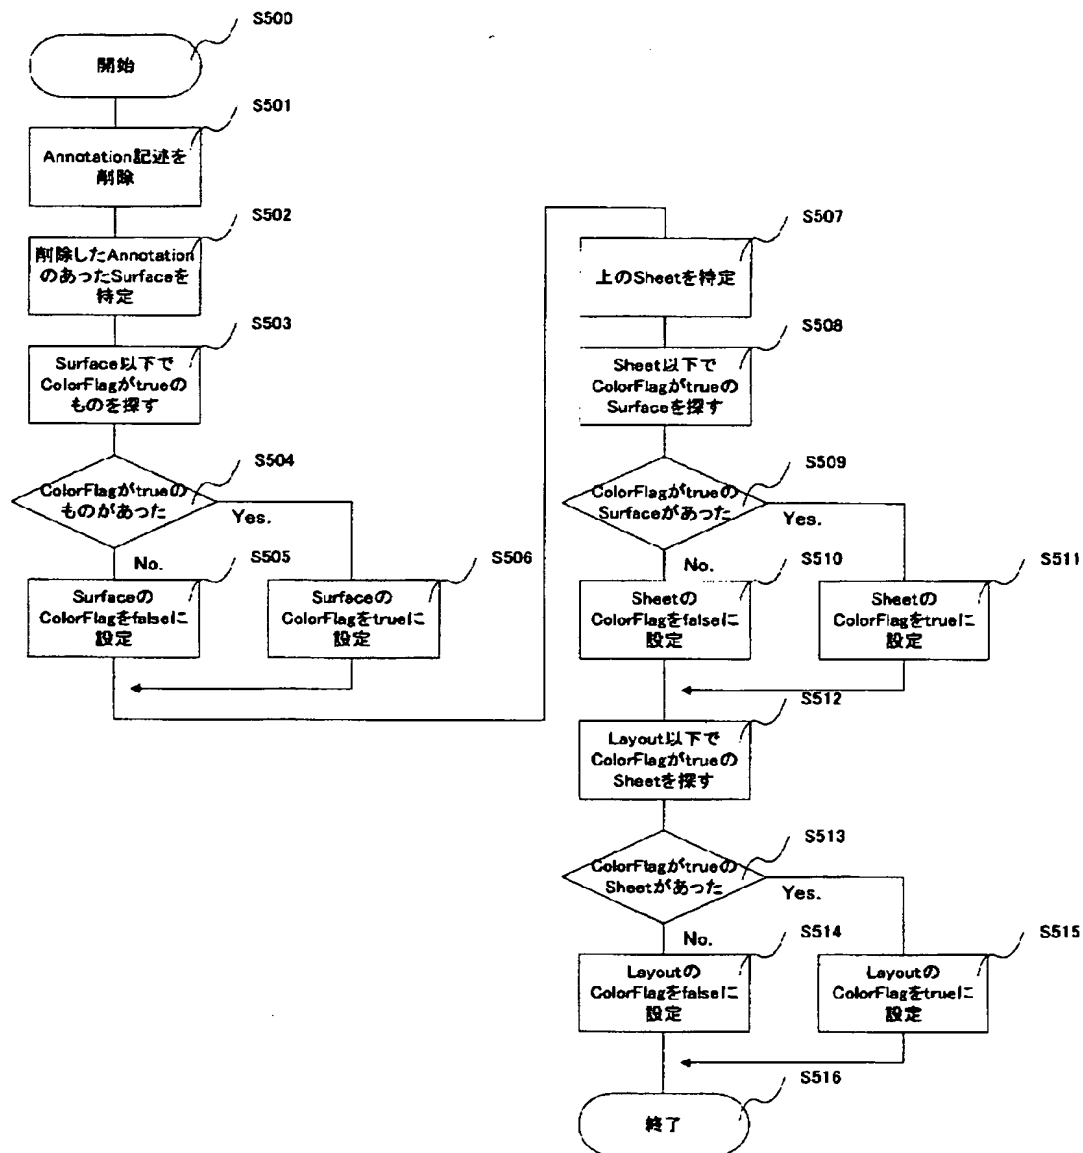 S500
開始
S501
Annotation記述を
削除
S502
削除したAnnotation
のあったSurfaceを
特定
S503
Surface以下で
ColorFlagがtrueの
ものを探す
S504
ColorFlagがtrueの
ものがあった
Yes.
No.
S505
Surfaceの
ColorFlagをfalseに
設定
S506
Surfaceの
ColorFlagをtrueに
設定
S507
上のSheetを特定
S508
Sheet以下で
ColorFlagがtrueの
Surfaceを探す
S509
ColorFlagがtrueの
Surfaceがあった
Yes.
No.
S510
Sheetの
ColorFlagをfalseに
設定
S511
Sheetの
ColorFlagをtrueに
設定
S512
Layout以下で
ColorFlagがtrueの
Sheetを探す
S513
ColorFlagがtrueの
Sheetがあった
Yes.
No.
S514
Layoutの
ColorFlagをfalseに
設定
S515
Layoutの
ColorFlagをtrueに
設定
S516
終了